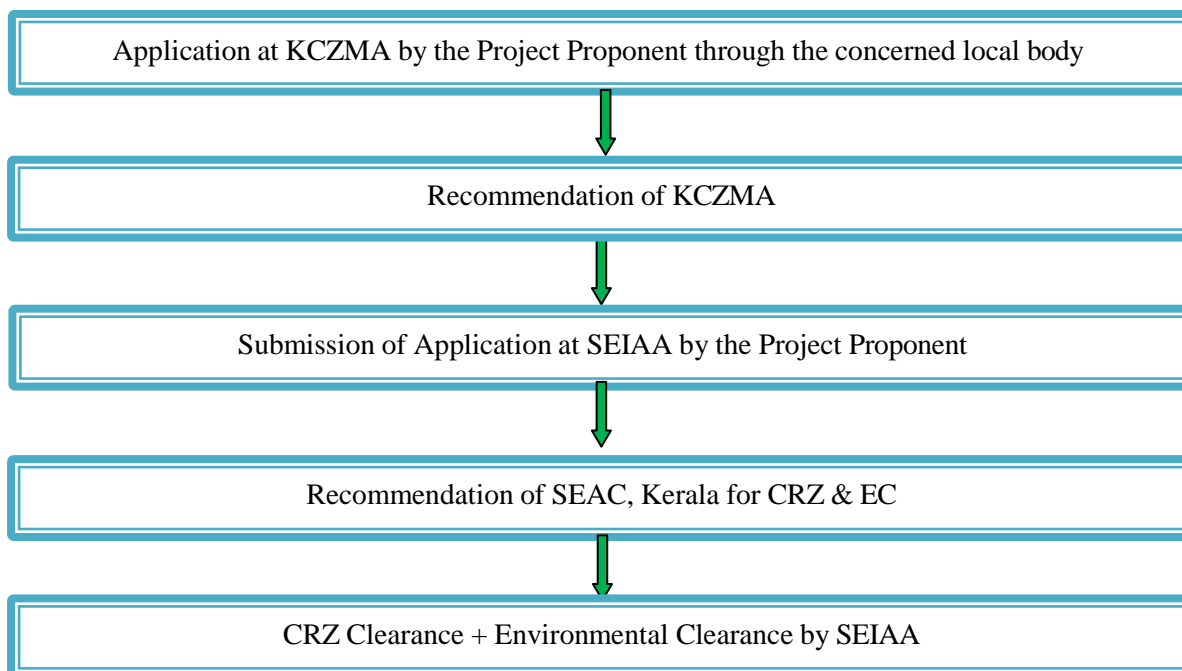 Application at KCZMA by the Project Proponent through the concerned local body
Recommendation of KCZMA
Submission of Application at SEIAA by the Project Proponent
Recommendation of SEAC, Kerala for CRZ & EC
CRZ Clearance + Environmental Clearance by SEIAA